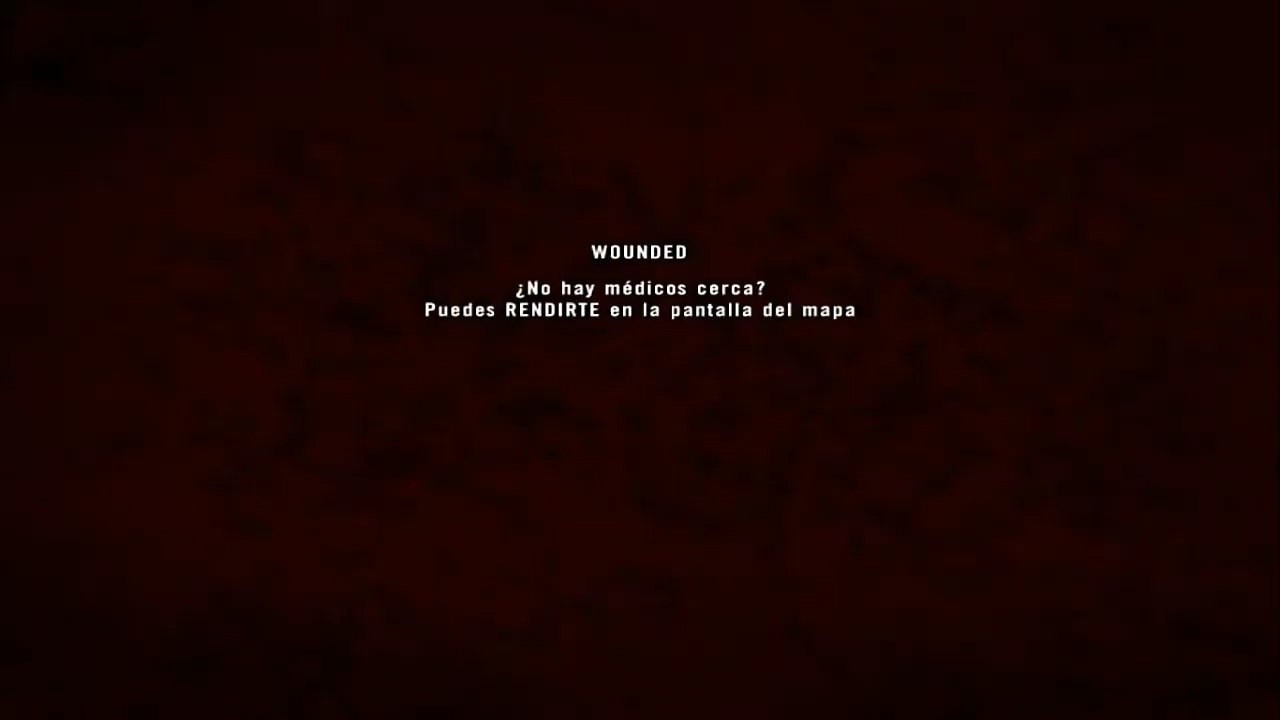 WOUNDED
¿No hay médicos cerca?
Puedes RENDIRTE en la pantalla del mapa